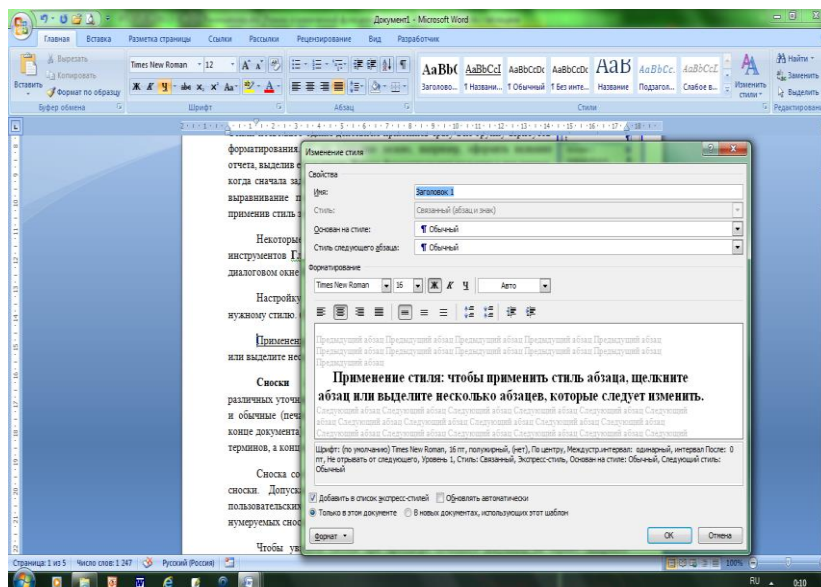 Документ1 - Microsoft Word
Главная Вставка Разметка страницы Ссылки Рассылки Рецензирование Вид Разработчик
Вставить
Вырезать
Копировать
Формат по образцу
Буфер обмена
Times New Roman 12
Ж К Ч abc x, x² Aa
Шрифт
Абзац
AaBbC AaBbCcI AaBbCcDc AaBbCcDc AaB AaBbCc. AaBbCcI
Заголово... ¶ Названи... ¶ Обычный ¶ Без инте... Название Подзагол... Слабое в...
Изменить стили
Стили
Найти
Заменить
Выделить
Редактирован
форматирования
отчета, выделив е
когда сначала зад
выравнивание п
применив стиль з
Некоторые
инструментов Гл
диалоговом окне
Настройку
нужному стилю.
Применени
или выделите нес
Сноски
различных уточн
и обычные (печа
конце документа
терминов, а конц
Сноска со
сноски. Допуска
пользовательских
нумеруемых снос
Чтобы ув
Изменение стиля
Свойства
Имя: Заголовок 1
Стиль: Связанный (абзац и знак)
Основан на стиле: ¶ Обычный
Стиль следующего абзаца: ¶ Обычный
Форматирование
Times New Roman 16 Ж К Ч Авто
Предыдущий абзац Предыдущий абзац Предыдущий абзац Предыдущий абзац Предыдущий абзац
Предыдущий абзац Предыдущий абзац Предыдущий абзац Предыдущий абзац Предыдущий абзац
Предыдущий абзац
Применение стиля: чтобы применить стиль абзаца, щелкните
абзац или выделите несколько абзацев, которые следует изменить.
Следующий абзац Следующий абзац Следующий абзац Следующий абзац Следующий
абзац Следующий абзац Следующий абзац Следующий абзац Следующий абзац
Следующий абзац Следующий абзац Следующий абзац Следующий абзац Следующий
Шрифт: (по умолчанию) Times New Roman, 16 пт, полужирный, (нет), По центру, Междустр.интервал: одинарный, интервал После: 0
пт, Не отрывать от следующего, Уровень 1, Стиль: Связанный, Экспресс-стиль, Основан на стиле: Обычный, Следующий стиль:
Обычный
Добавить в список экспресс-стилей Обновлять автоматически
Только в этом документе В новых документах, использующих этот шаблон
Формат ОК Отмена
Страница: 1 из 5 Число слов: 1 247 Русский (Россия) 100%
RU 0:10